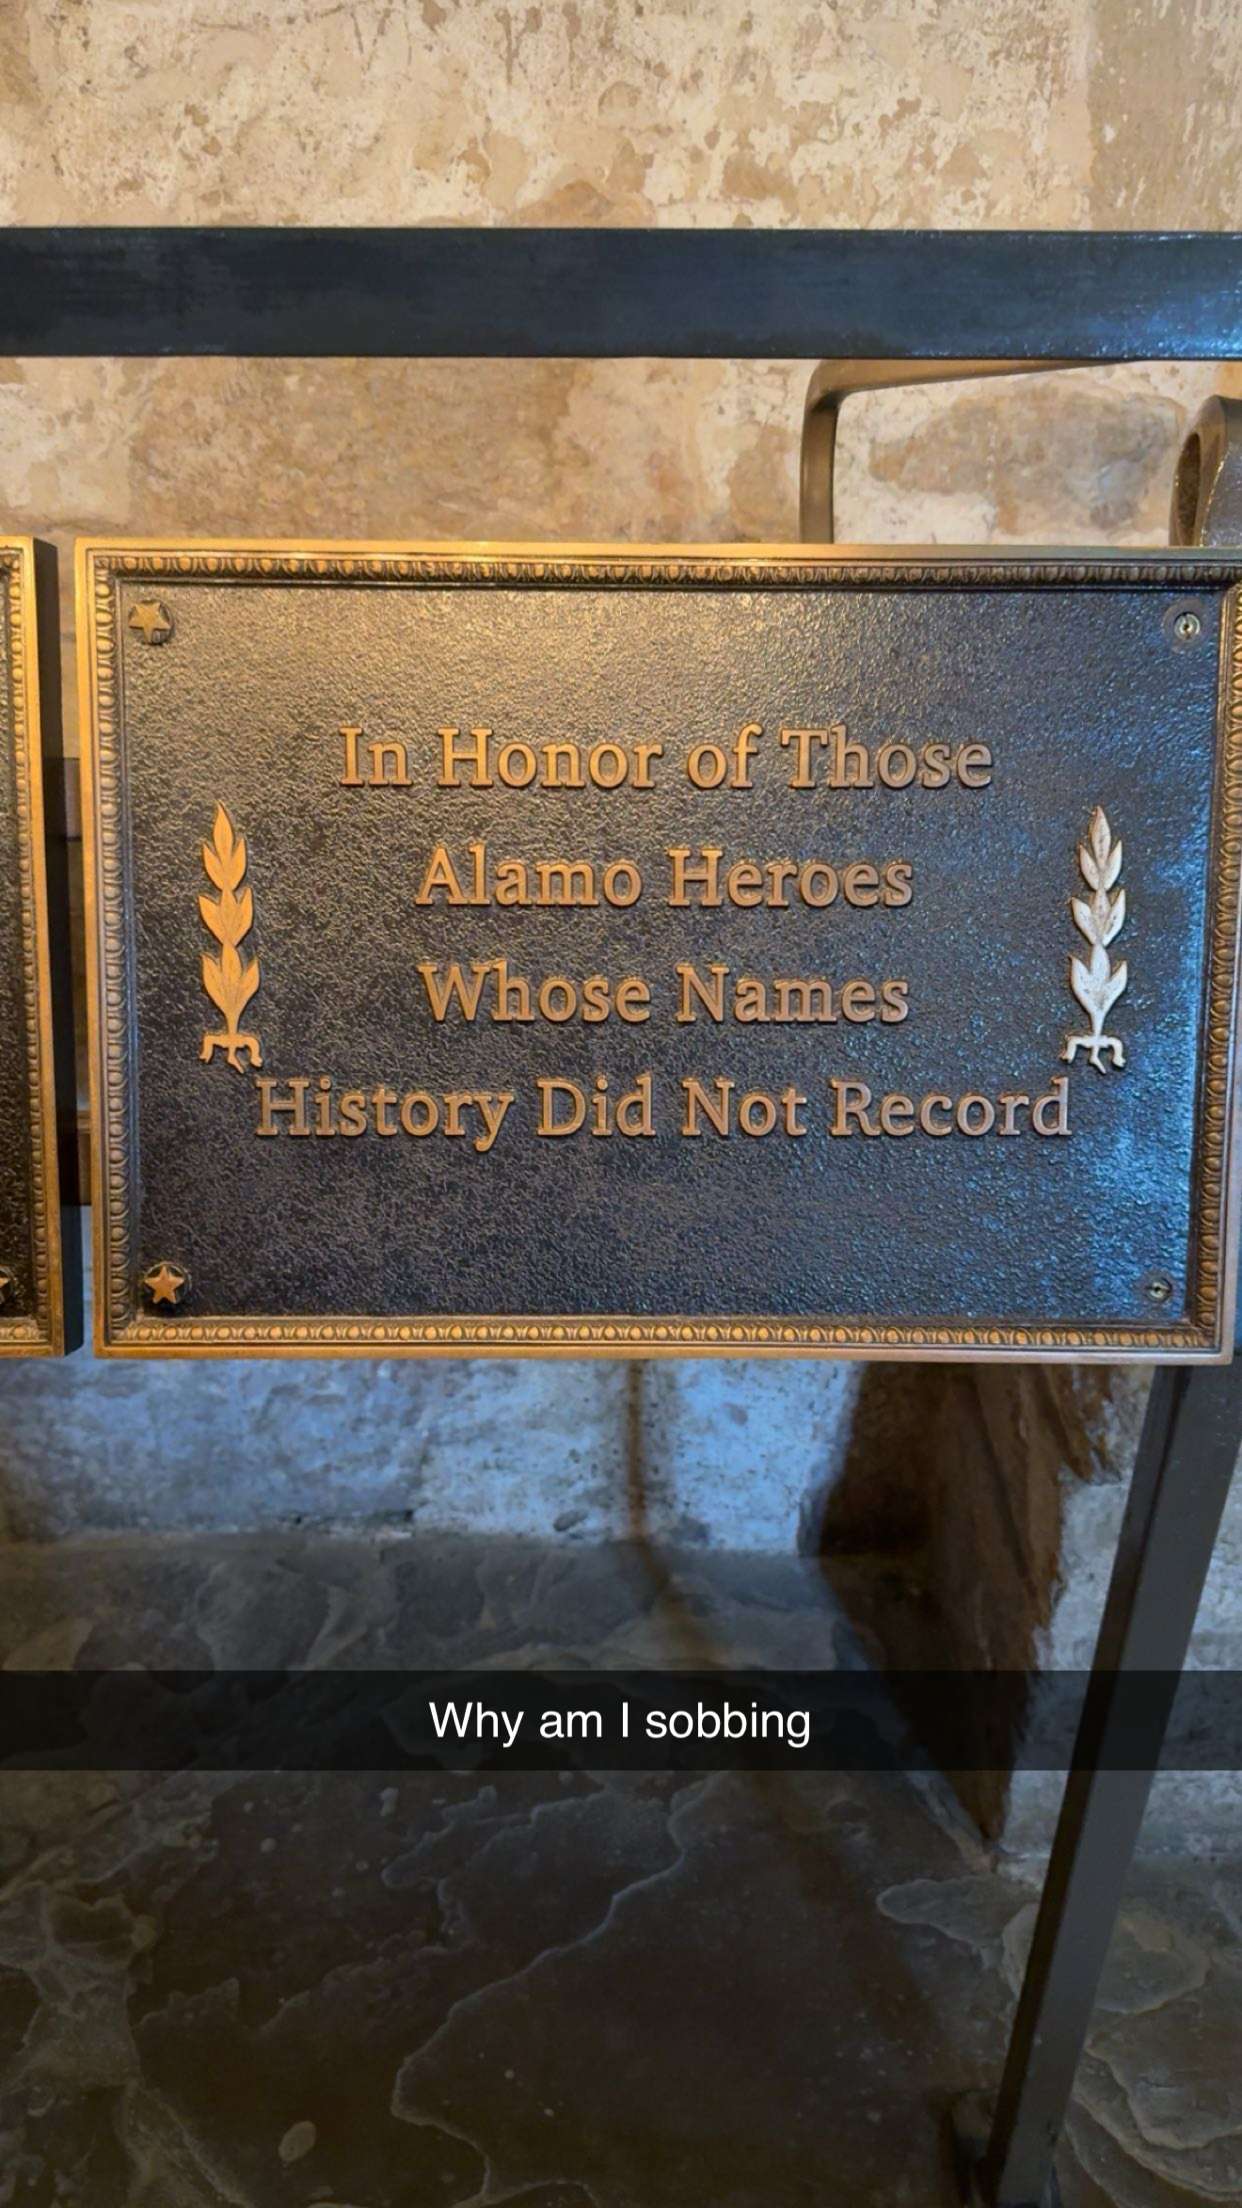 In Honor of Those
Alamo Heroes
Whose Names
History Did Not Record
Why am I sobbing